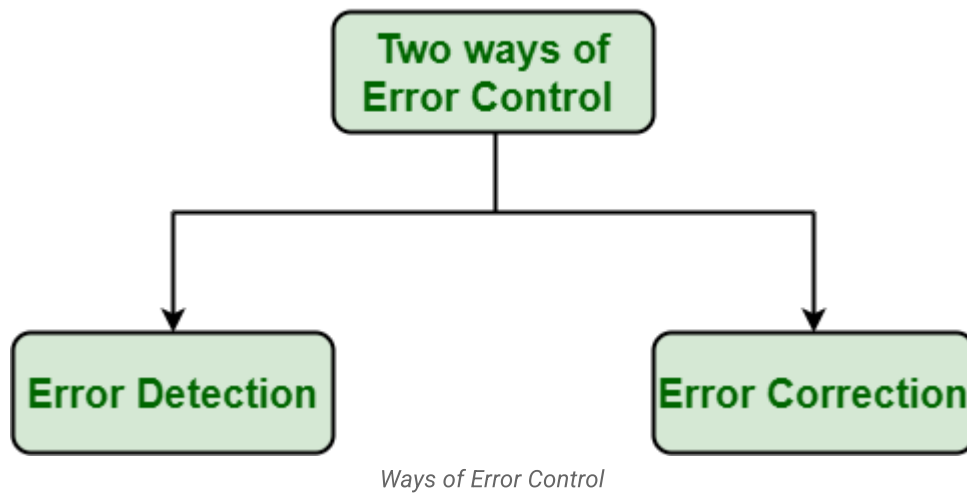 Two ways of
Error Control
Error Detection
Error Correction
Ways of Error Control